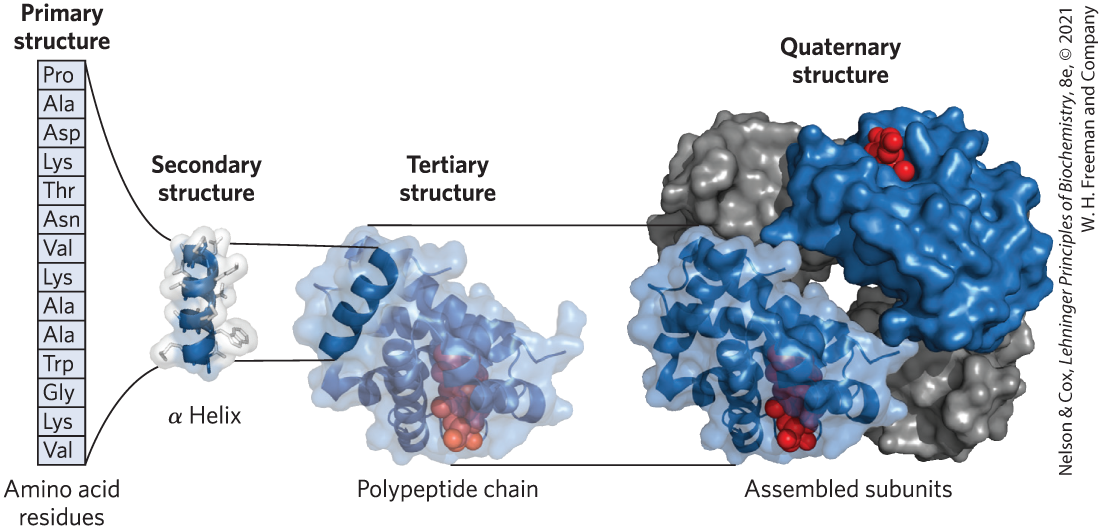 Primary
structure
Pro
Ala
Asp
Lys
Thr
Asn
Val
Lys
Ala
Ala
Trp
Gly
Lys
Val
Amino acid
residues
Secondary
structure
α Helix
Tertiary
structure
Polypeptide chain
Quaternary
structure
Assembled subunits
Nelson & Cox, Lehninger Principles of Biochemistry, 8e, © 2021
W. H. Freeman and Company